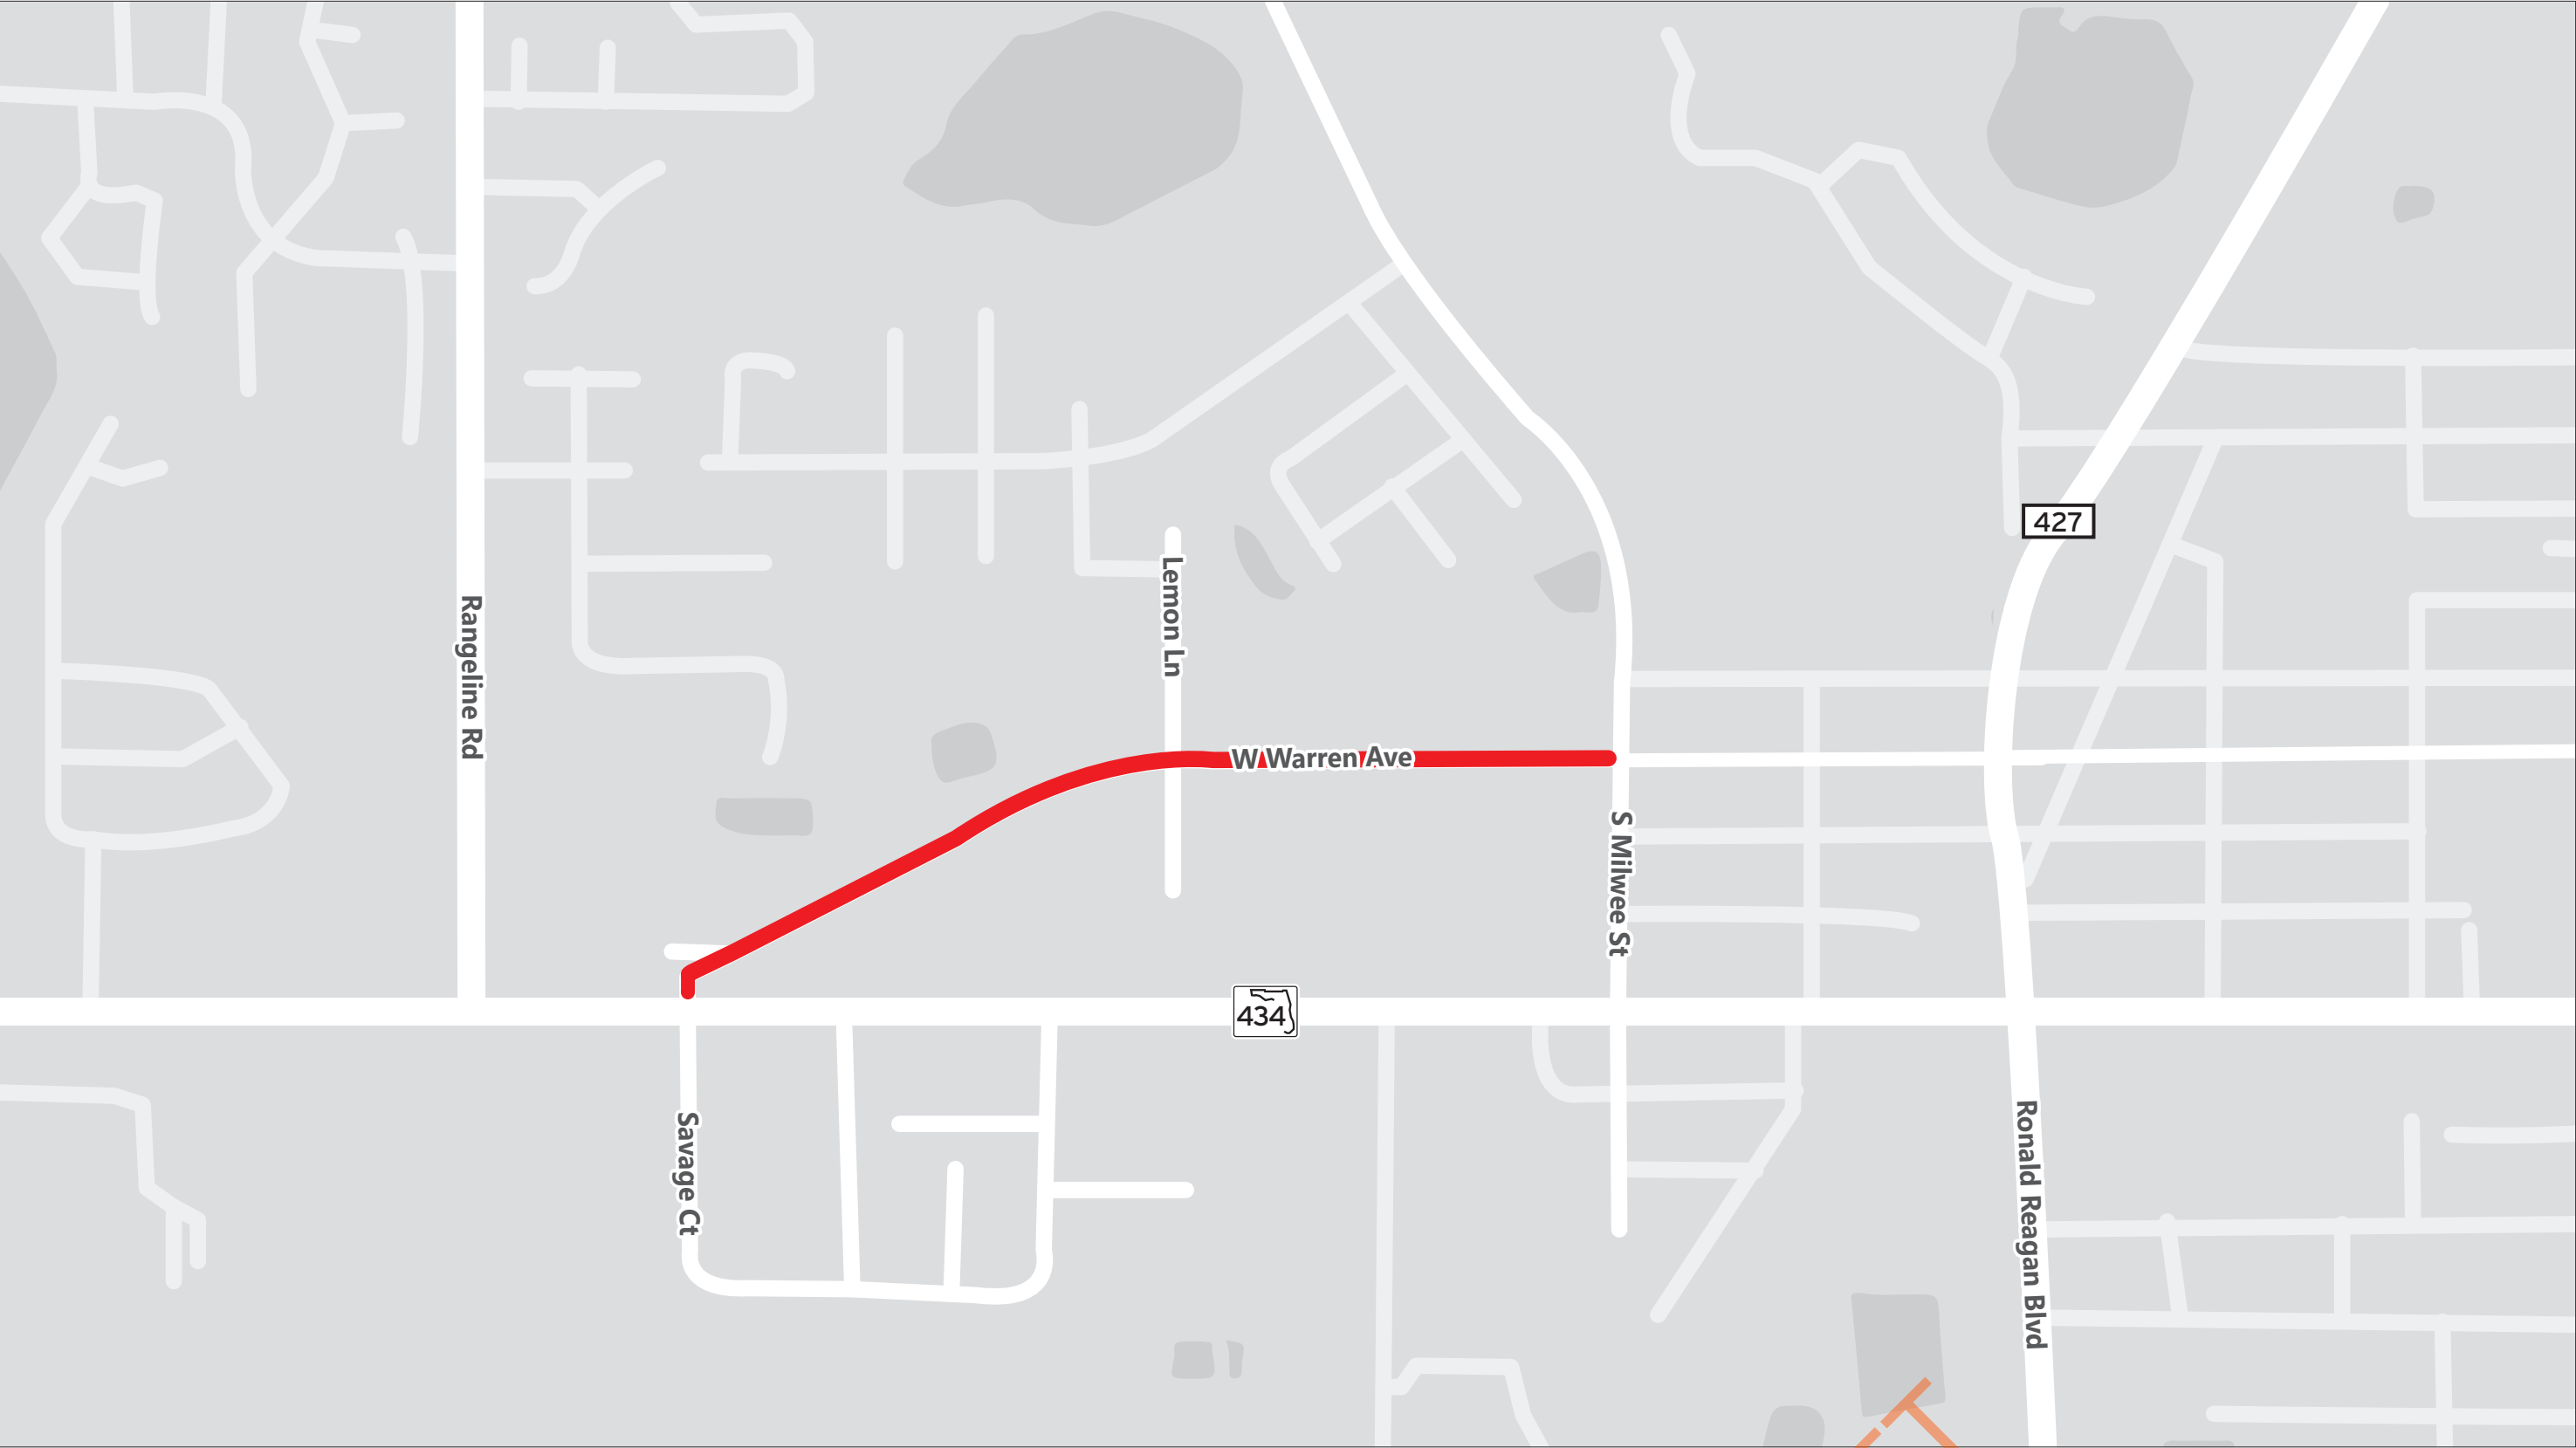 427
Rangeline Rd
Lemon Ln
W Warren Ave
S Milwee St
434
Savage Ct
Ronald Reagan Blvd